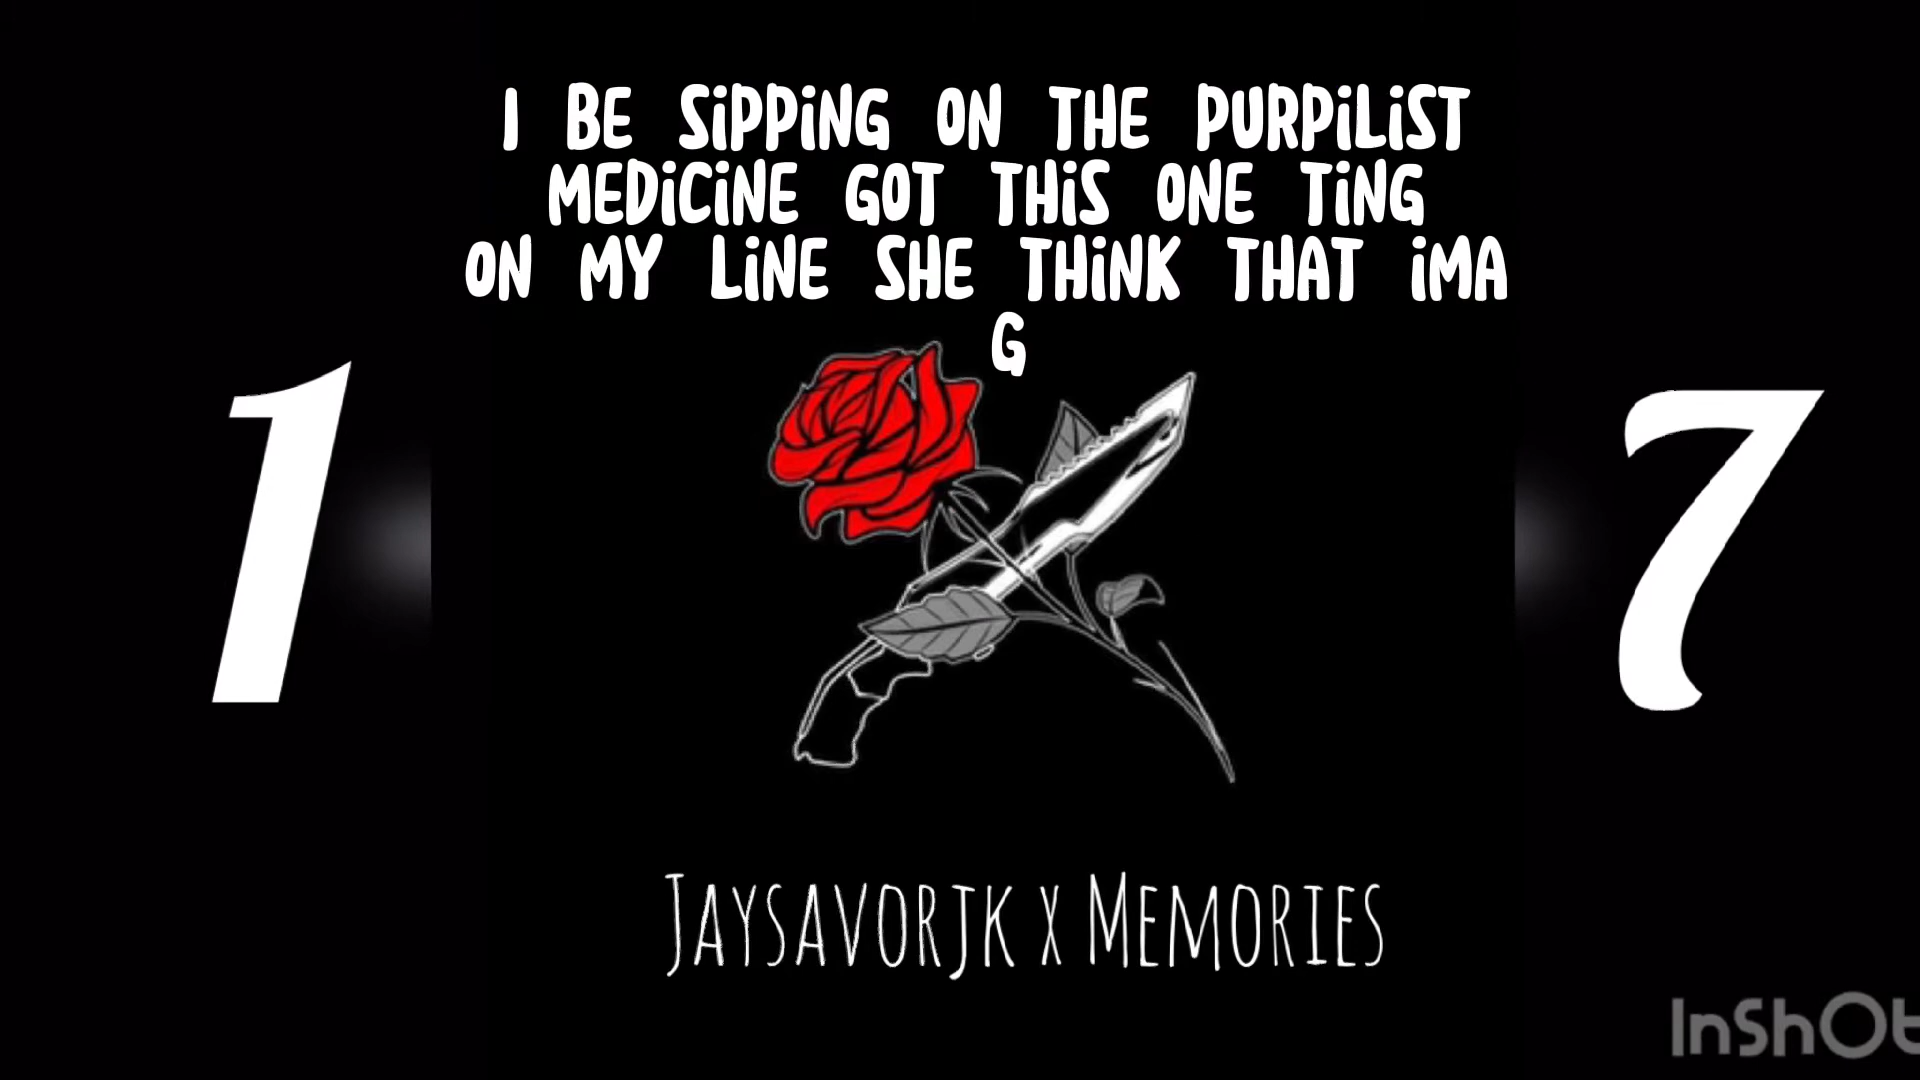 I BE SiPPiNG ON THE PURPiLiST
MEDiCiNE GOT THiS ONE TiNG
ON MY LiNE SHE THiNK THAT iMA
G
1 7
JAYSAVORJK X MEMORIES
InShOt